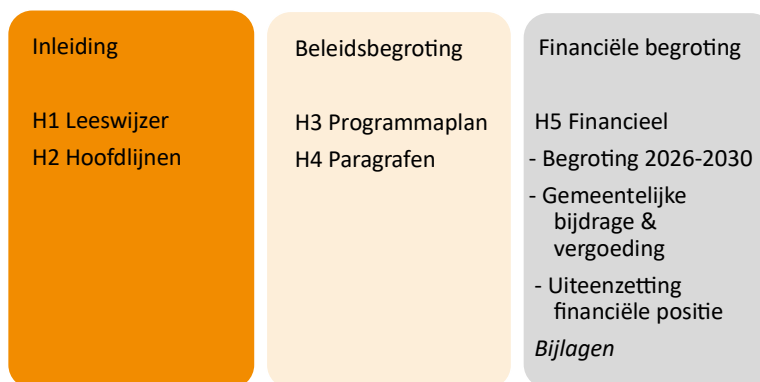 Inleiding
H1 Leeswijzer
H2 Hoofdlijnen
Beleidsbegroting
H3 Programmaplan
H4 Paragrafen
Financiële begroting
H5 Financieel
- Begroting 2026-2030
- Gemeentelijke
bijdrage &
vergoeding
- Uiteenzetting
financiële positie
Bijlagen